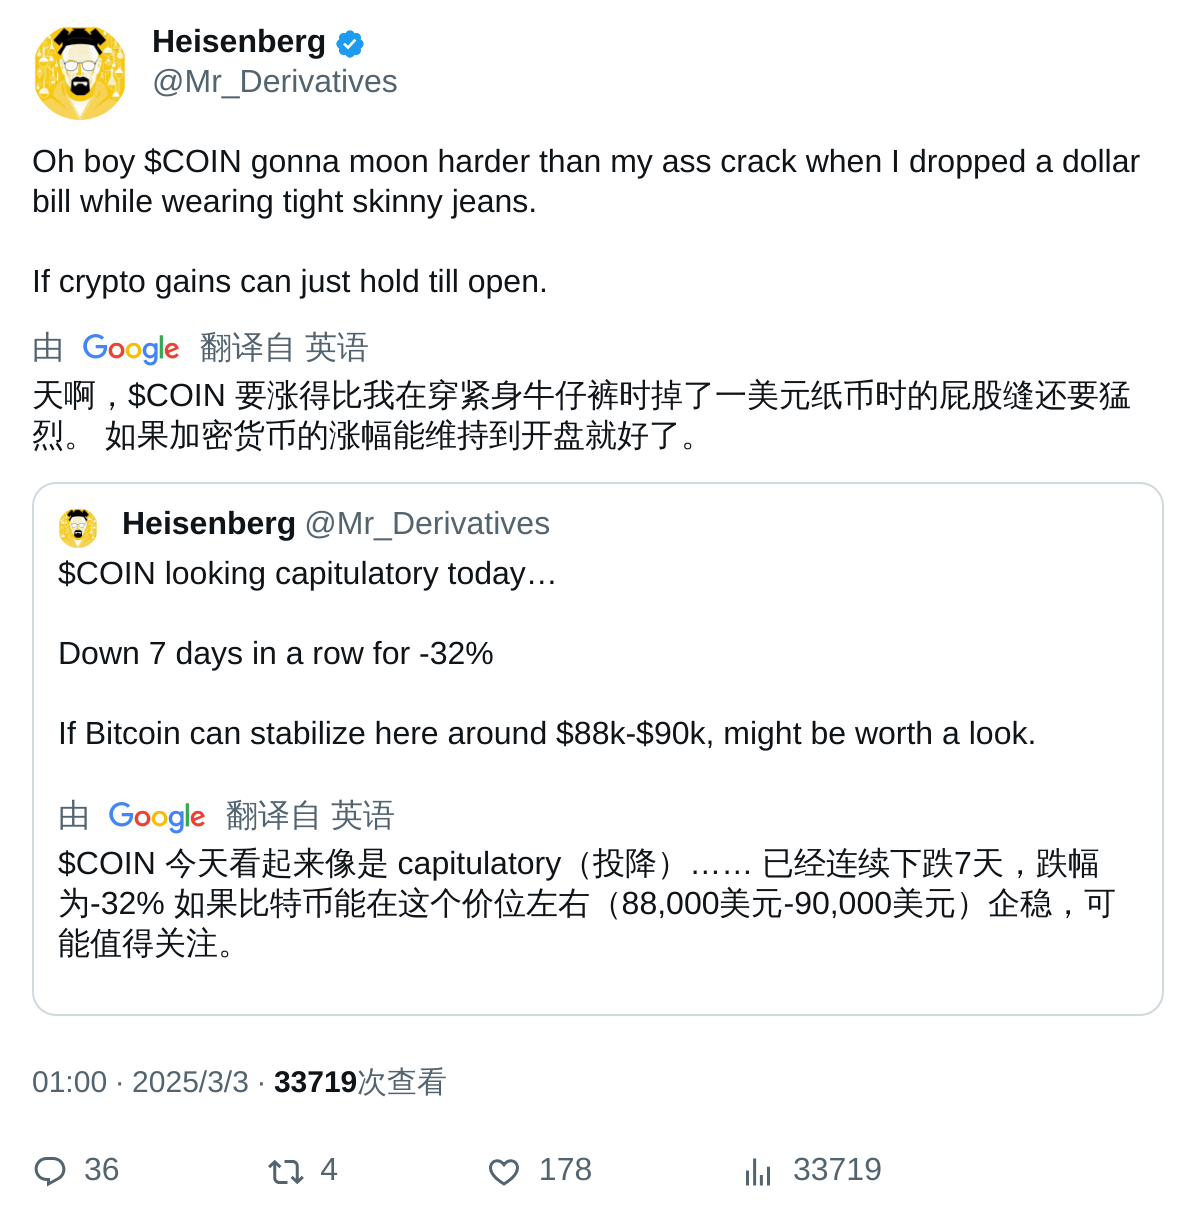 Heisenberg
@Mr_Derivatives
Oh boy $COIN gonna moon harder than my ass crack when I dropped a dollar
bill while wearing tight skinny jeans.
If crypto gains can just hold till open.
由 Google 翻译自 英语
天啊，$COIN 要涨得比我在穿紧身牛仔裤时掉了一美元纸币时的屁股缝还要猛
烈。 如果加密货币的涨幅能维持到开盘就好了。
Heisenberg @Mr_Derivatives
$COIN looking capitulatory today…
Down 7 days in a row for -32%
If Bitcoin can stabilize here around $88k-$90k, might be worth a look.
由 Google 翻译自 英语
$COIN 今天看起来像是 capitulatory（投降）…… 已经连续下跌7天，跌幅
为-32% 如果比特币能在这个价位左右（88,000美元-90,000美元）企稳，可
能值得关注。
01:00 · 2025/3/3 · 33719次查看
36 4 178 33719